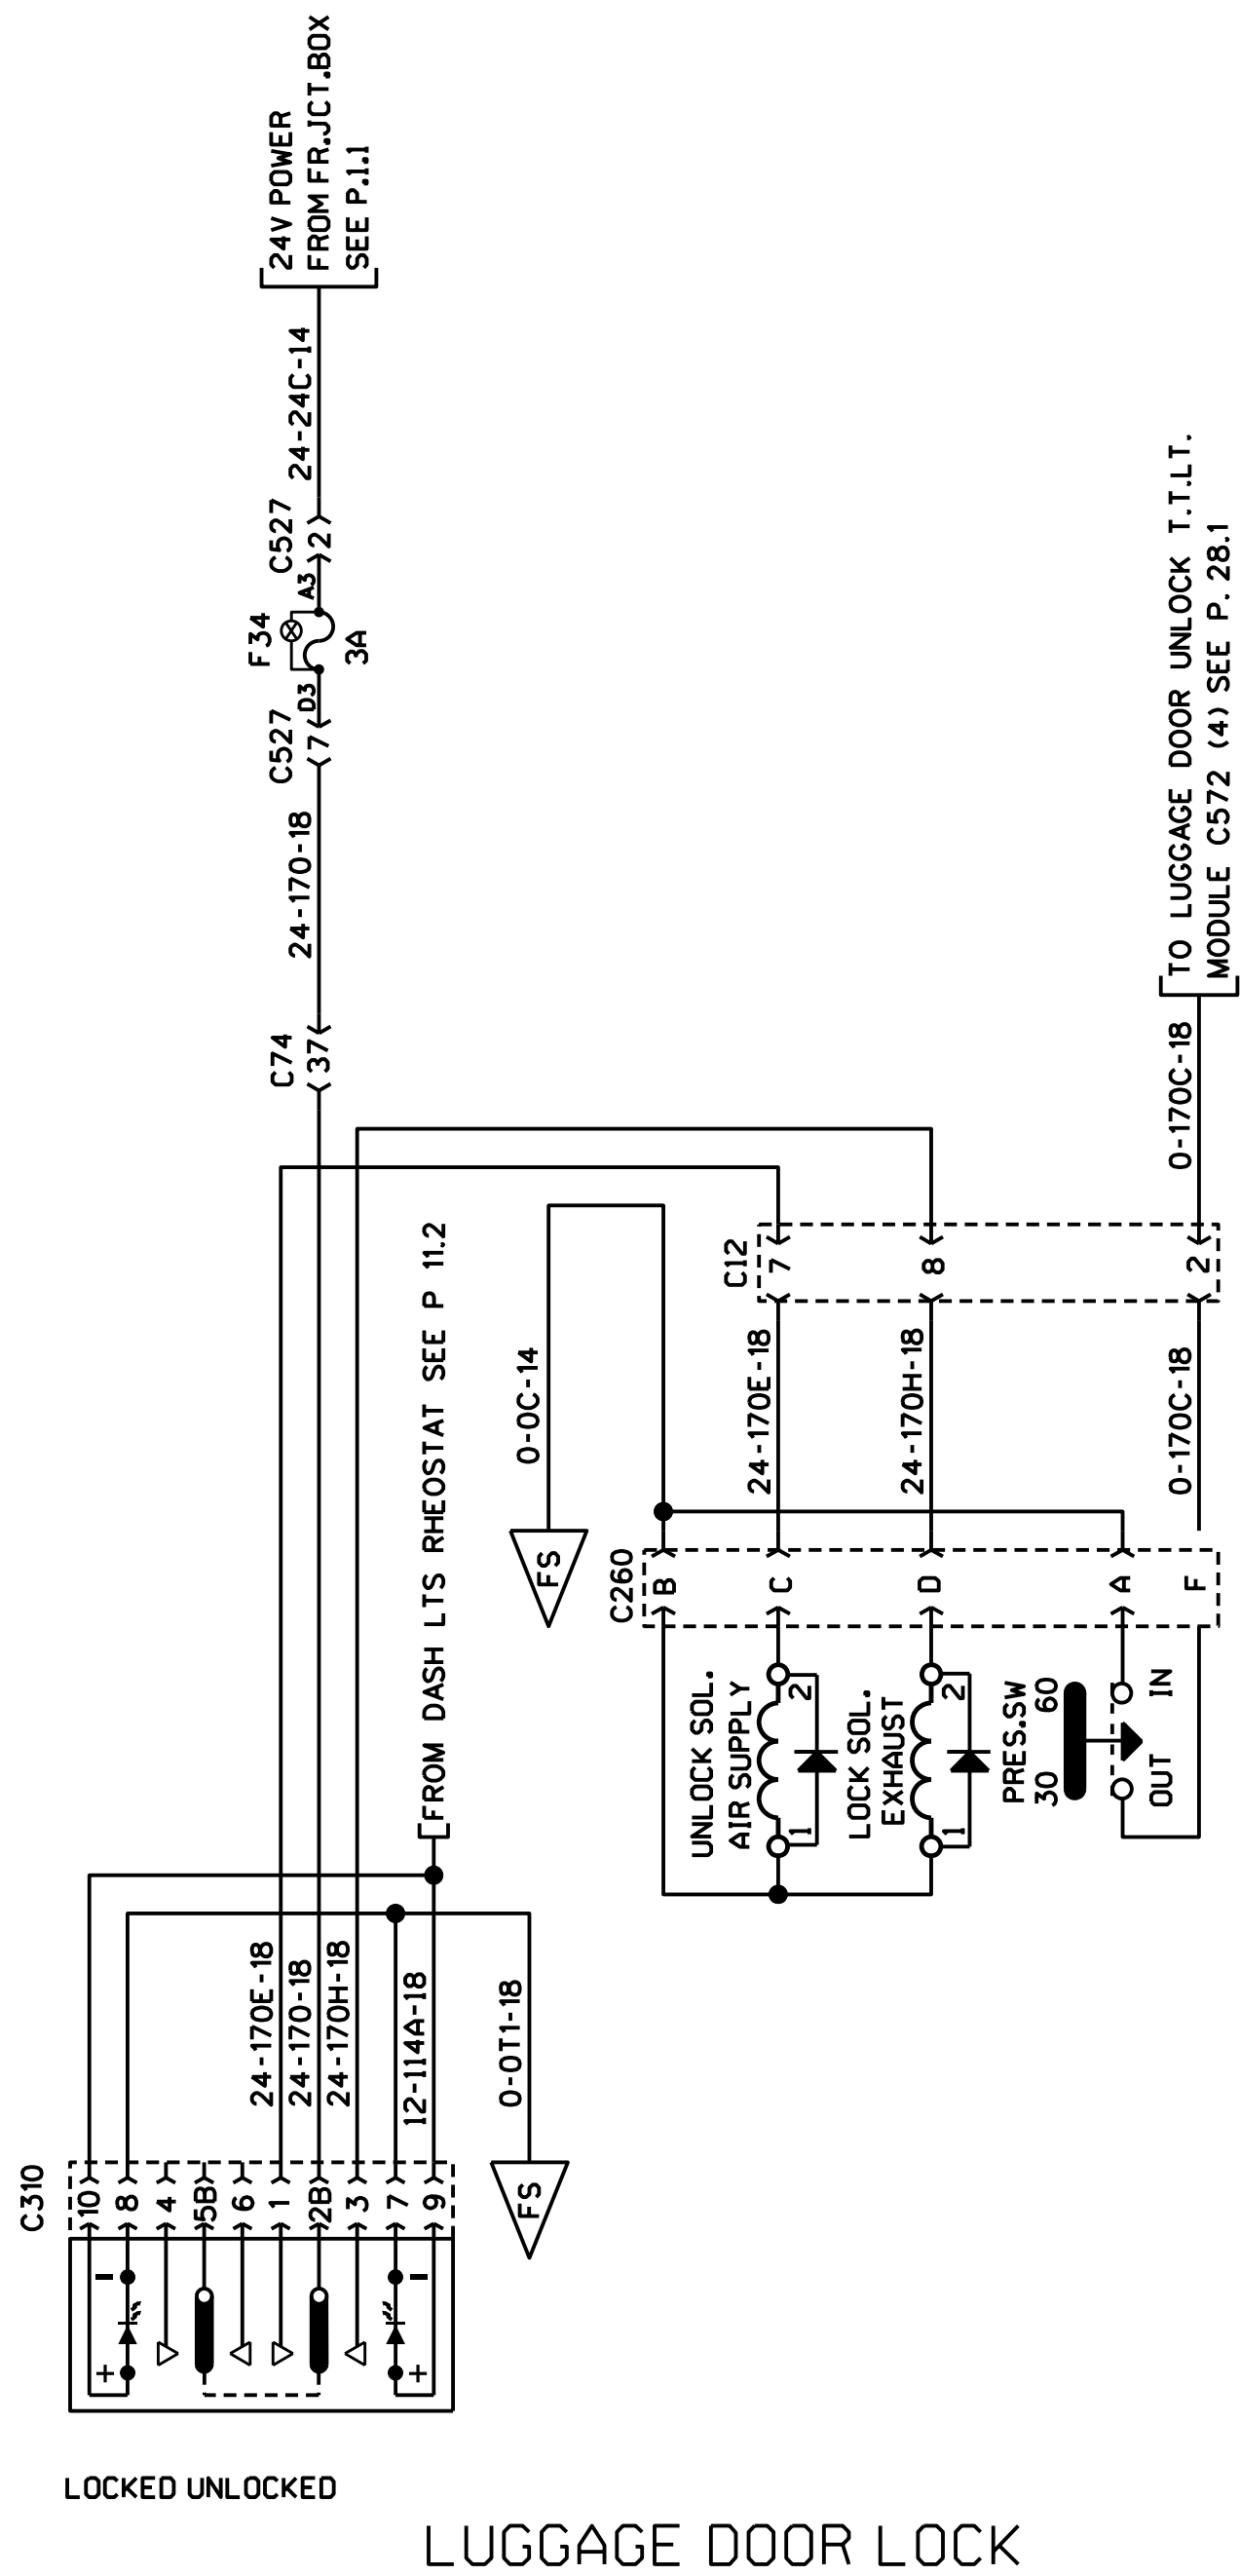 24V POWER
FROM FR.JCT.BOX
SEE P.1.1
24-24C-14
C527
2
A3
F34
3A
D3
C527
7
24-170-18
C74
37
TO LUGGAGE DOOR UNLOCK T.T.LT.
MODULE C572 (4) SEE P. 28.1
0-170C-18
FROM DASH LTS RHEOSTAT SEE P 11.2
0-0C-14
FS
C12
7
8
2
24-170E-18
24-170H-18
0-170C-18
C260
B
C
D
A
F
UNLOCK SOL.
AIR SUPPLY
2
1
LOCK SOL.
EXHAUST
2
1
PRES.SW
30 60
OUT IN
24-170E-18
24-170-18
24-170H-18
12-114A-18
0-0T1-18
FS
C310
10
8
4
5B
6
1
2B
3
7
9
-
+
-
+
LOCKED UNLOCKED
LUGGAGE DOOR LOCK